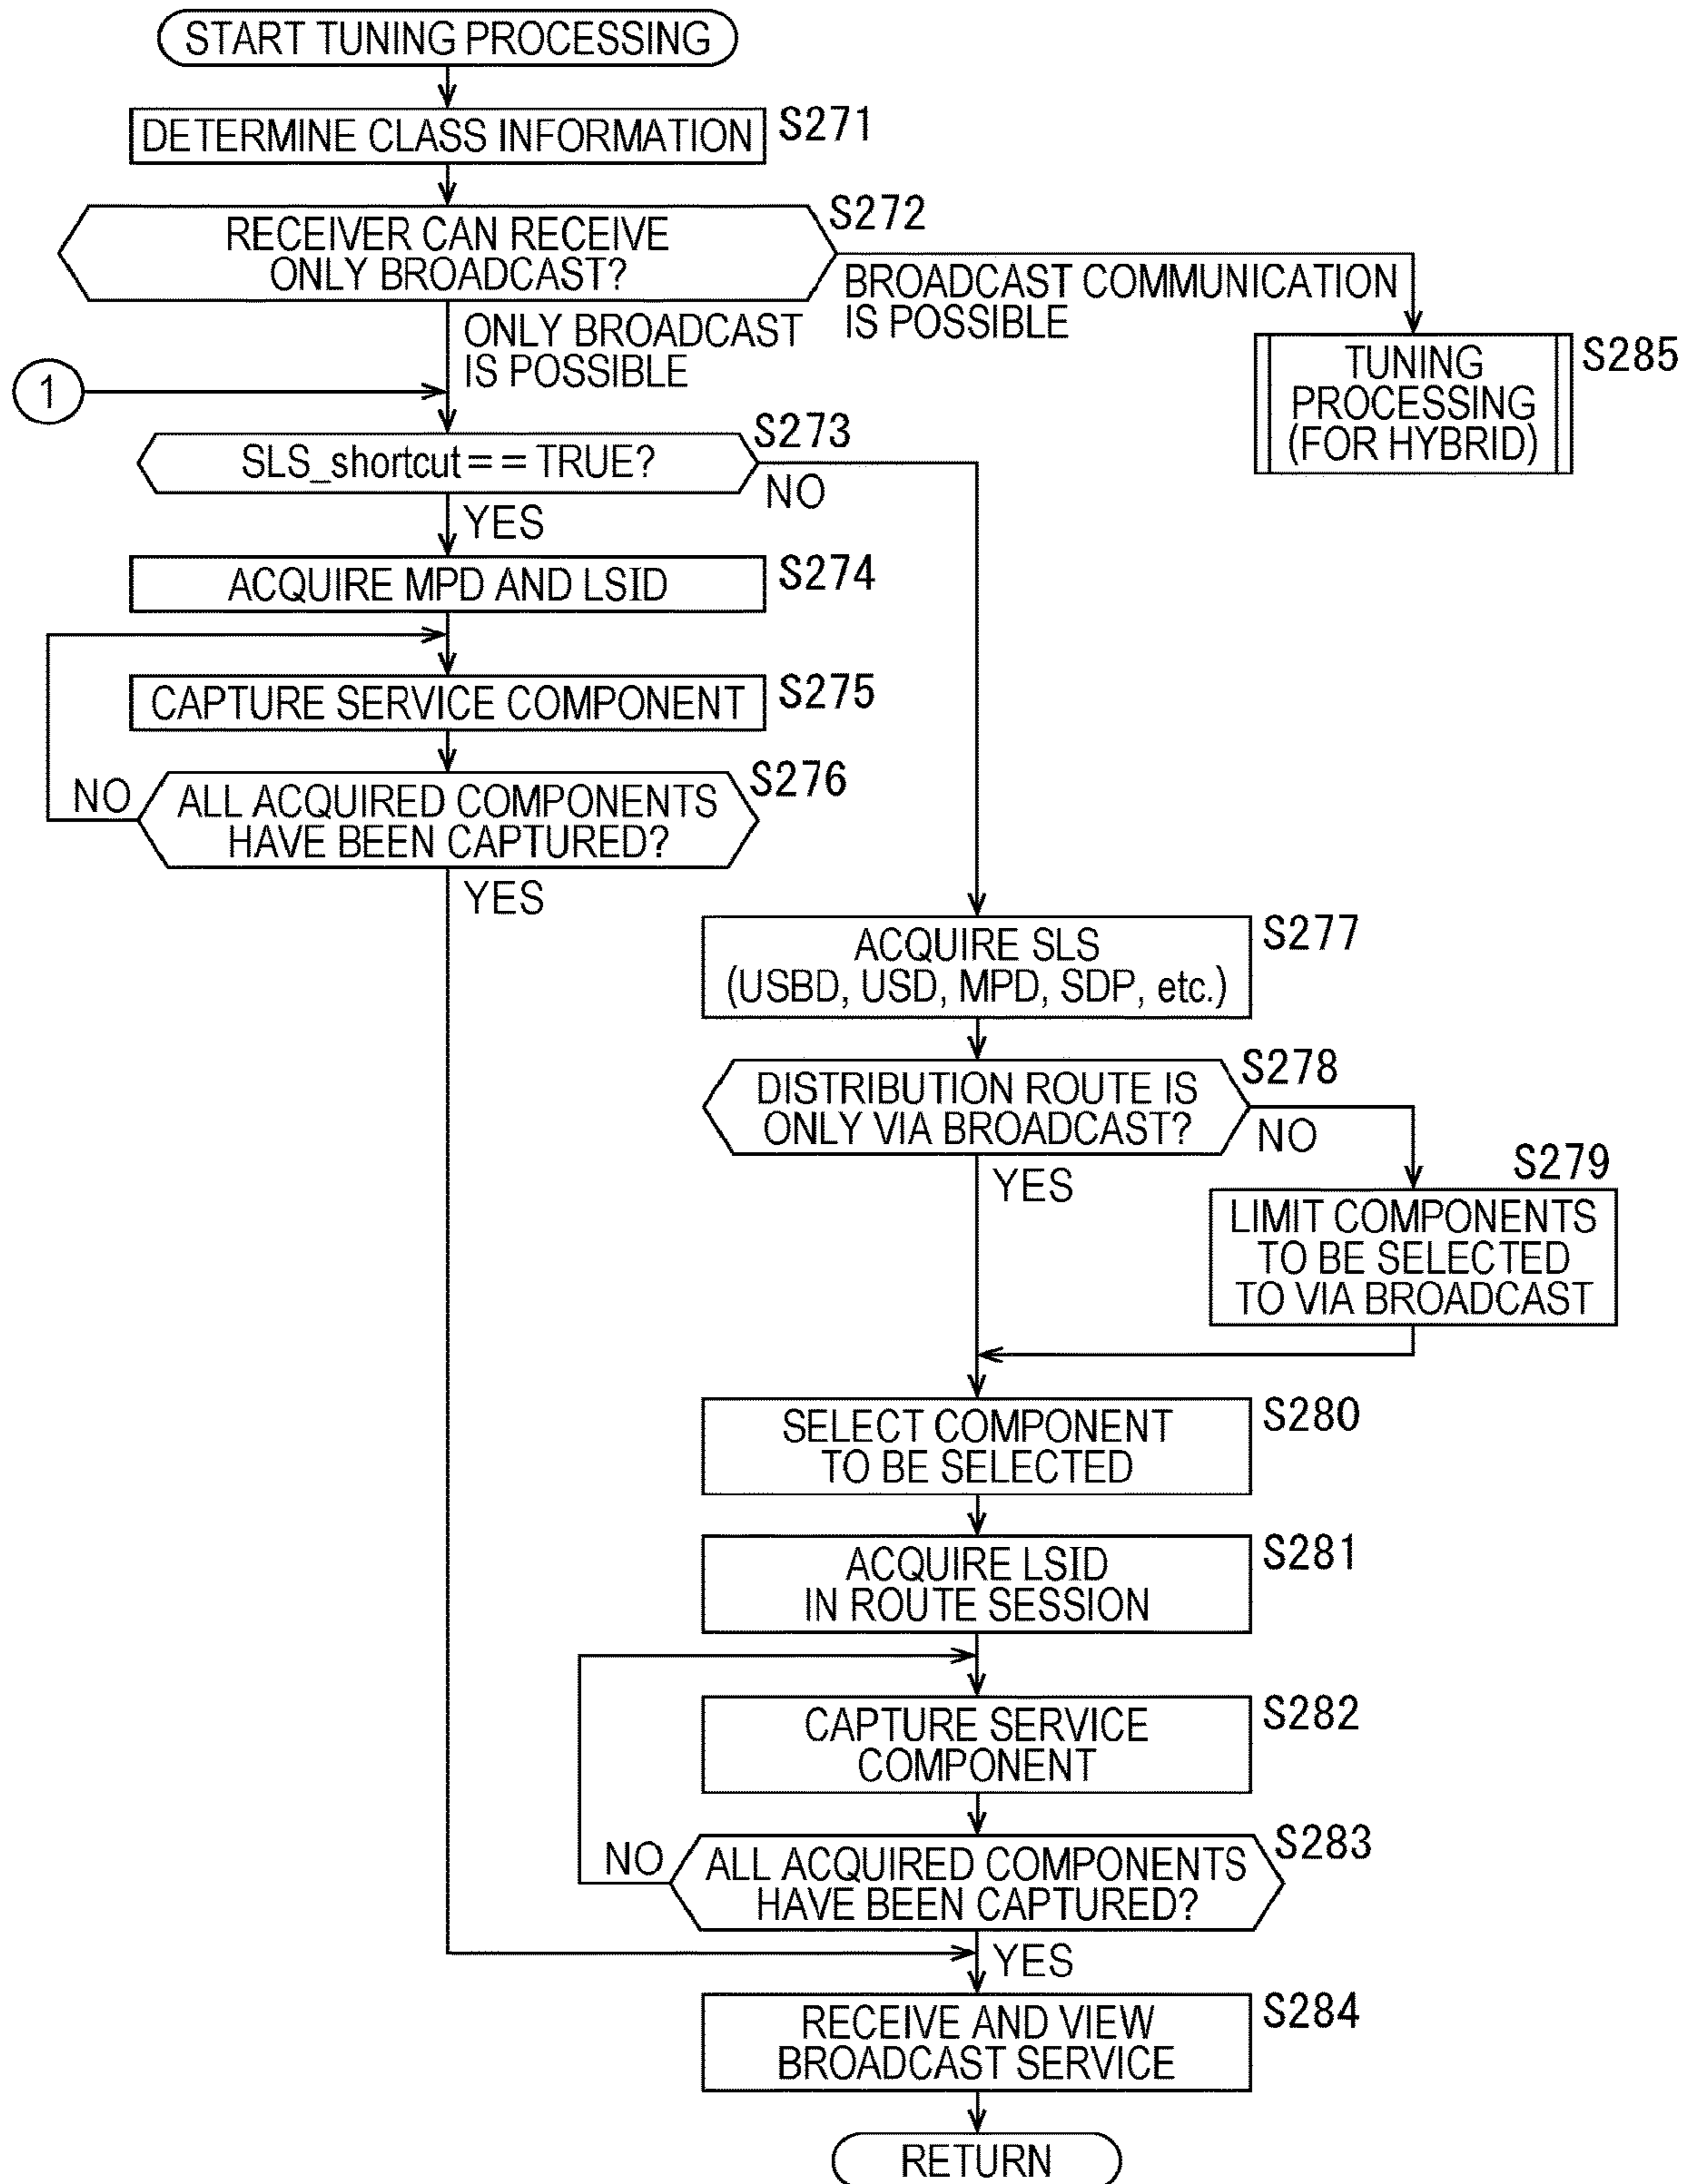 START TUNING PROCESSING
DETERMINE CLASS INFORMATION
S271
RECEIVER CAN RECEIVE
ONLY BROADCAST?
S272
BROADCAST COMMUNICATION
IS POSSIBLE
ONLY BROADCAST
IS POSSIBLE
TUNING
PROCESSING
(FOR HYBRID)
S285
1
SLS_shortcut== TRUE?
S273
NO
YES
ACQUIRE MPD AND LSID
S274
CAPTURE SERVICE COMPONENT
S275
ALL ACQUIRED COMPONENTS
HAVE BEEN CAPTURED?
S276
NO
YES
ACQUIRE SLS
(USBD, USD, MPD, SDP, etc.)
S277
DISTRIBUTION ROUTE IS
ONLY VIA BROADCAST?
S278
NO
YES
S279
LIMIT COMPONENTS
TO BE SELECTED
TO VIA BROADCAST
SELECT COMPONENT
TO BE SELECTED
S280
ACQUIRE LSID
IN ROUTE SESSION
S281
CAPTURE SERVICE
COMPONENT
S282
ALL ACQUIRED COMPONENTS
HAVE BEEN CAPTURED?
S283
NO
YES
RECEIVE AND VIEW
BROADCAST SERVICE
S284
RETURN